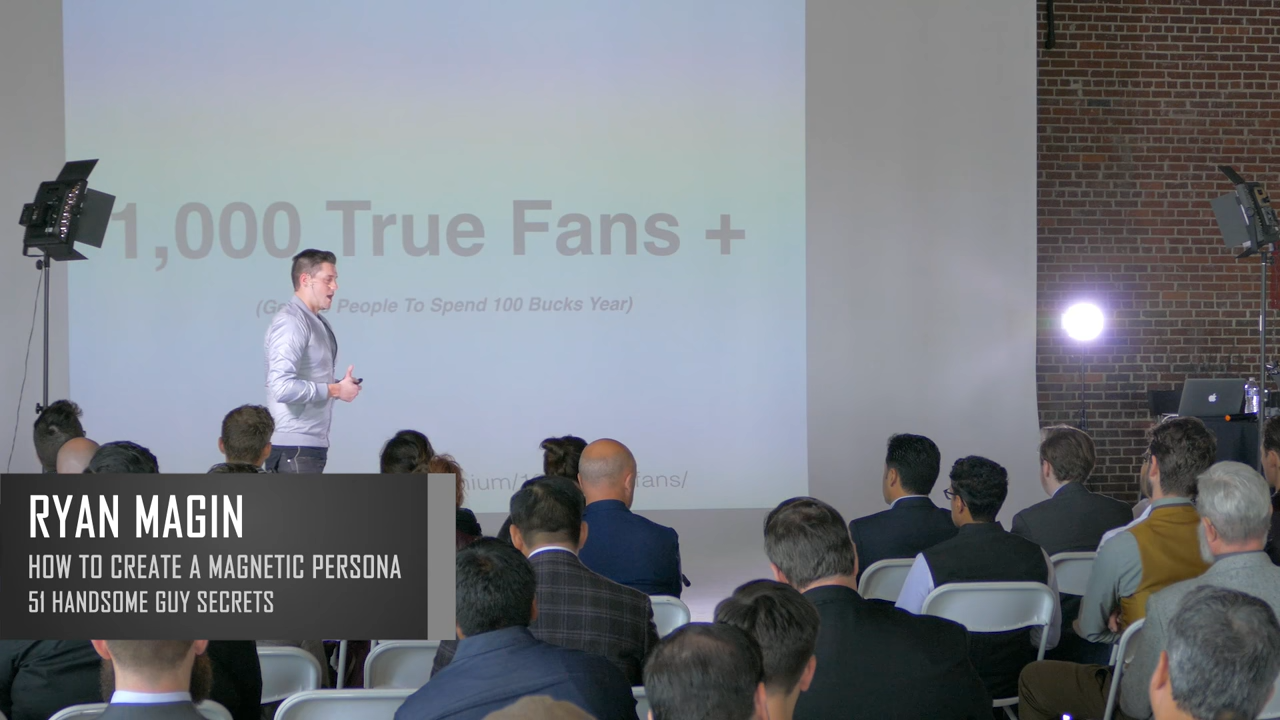 1,000 True Fans +
People To Spend 100 Bucks Year)
fans/
RYAN MAGIN
HOW TO CREATE A MAGNETIC PERSONA
51 HANDSOME GUY SECRETS